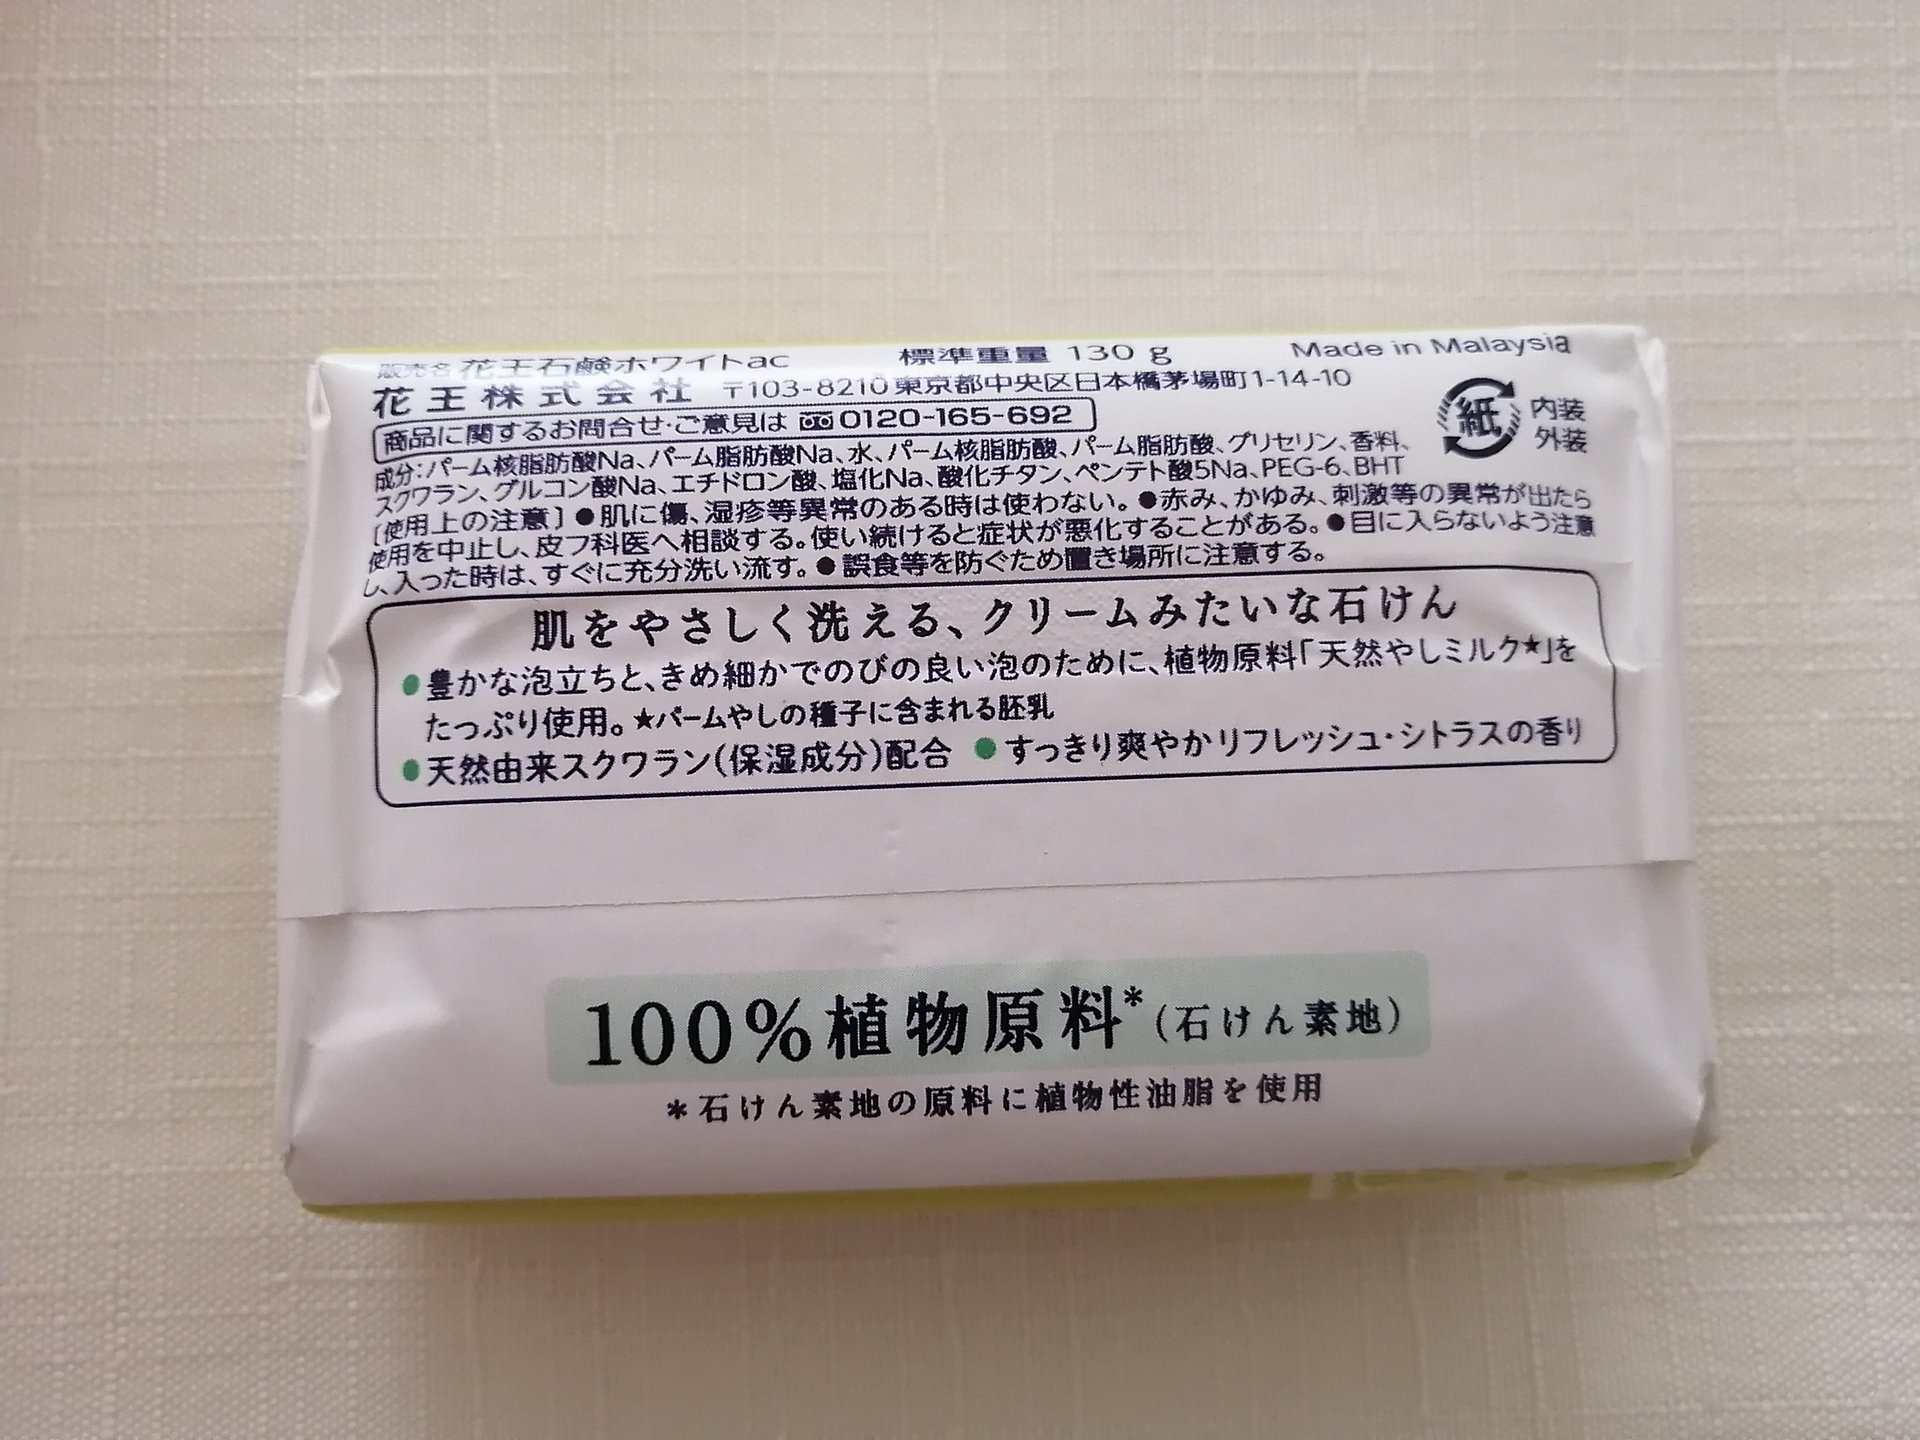 販売名 花王石鹸ホワイトac 標準重量 130 g Made in Malaysia
花王株式会社 〒103-8210 東京都中央区日本橋茅場町1-14-10
商品に関するお問合せ・ご意見は 0120-165-692
紙 内装
外装
成分:パーム核脂肪酸Na、パーム脂肪酸Na、水、パーム核脂肪酸、パーム脂肪酸、グリセリン、香料、
スクワラン、グルコン酸Na、エチドロン酸、塩化Na、酸化チタン、ペンテト酸5Na、PEG-6、BHT
〔使用上の注意〕●肌に傷、湿疹等異常のある時は使わない。●赤み、かゆみ、刺激等の異常が出たら
使用を中止し、皮フ科医へ相談する。使い続けると症状が悪化することがある。●目に入らないよう注意
し、入った時は、すぐに充分洗い流す。●誤食等を防ぐため置き場所に注意する。
肌をやさしく洗える、クリームみたいな石けん
●豊かな泡立ちと、きめ細かでのびの良い泡のために、植物原料「天然やしミルク★」を
たっぷり使用。★パームやしの種子に含まれる胚乳
●天然由来スクワラン(保湿成分)配合 ●すっきり爽やかリフレッシュ・シトラスの香り
100%植物原料*(石けん素地)
*石けん素地の原料に植物性油脂を使用